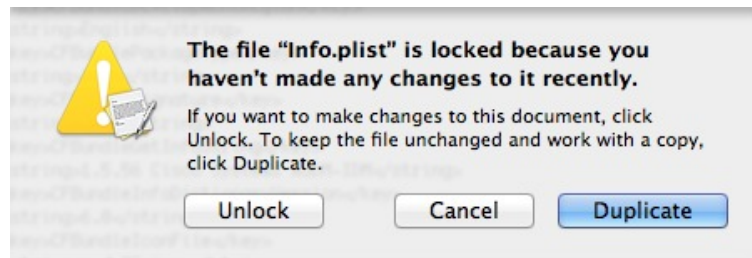 The file “Info.plist” is locked because you
haven’t made any changes to it recently.
If you want to make changes to this document, click
Unlock. To keep the file unchanged and work with a copy,
click Duplicate.
Unlock
Cancel
Duplicate